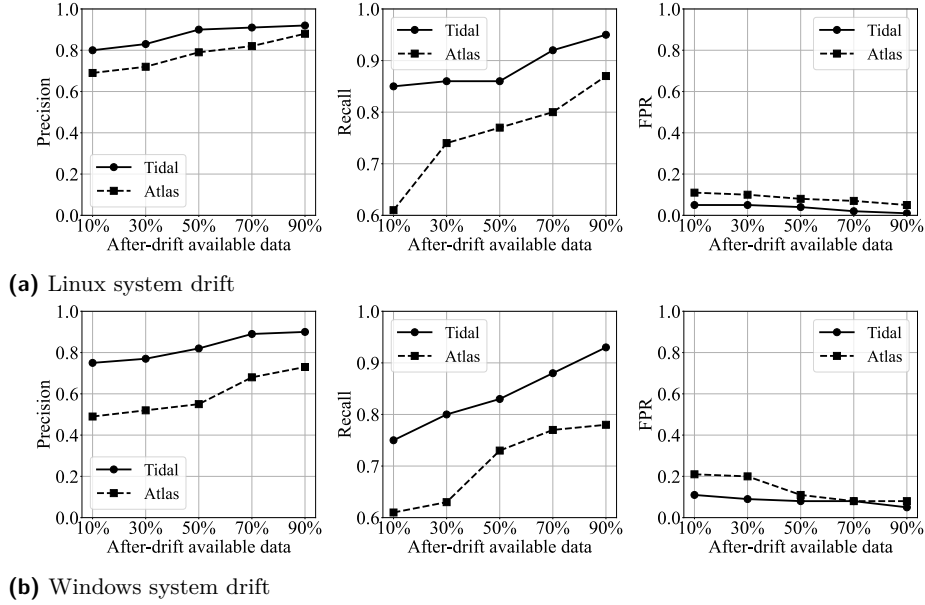 1.0
0.8
0.6
0.4
0.2
0.0
Precision
Tidal
Atlas
10% 30% 50% 70% 90%
After-drift available data
1.0
0.9
0.8
0.7
0.6
Recall
Tidal
Atlas
10% 30% 50% 70% 90%
After-drift available data
1.0
0.8
0.6
0.4
0.2
0.0
FPR
Tidal
Atlas
10% 30% 50% 70% 90%
After-drift available data
(a) Linux system drift
1.0
0.8
0.6
0.4
0.2
0.0
Precision
Tidal
Atlas
10% 30% 50% 70% 90%
After-drift available data
1.0
0.9
0.8
0.7
0.6
Recall
Tidal
Atlas
10% 30% 50% 70% 90%
After-drift available data
1.0
0.8
0.6
0.4
0.2
0.0
FPR
Tidal
Atlas
10% 30% 50% 70% 90%
After-drift available data
(b) Windows system drift